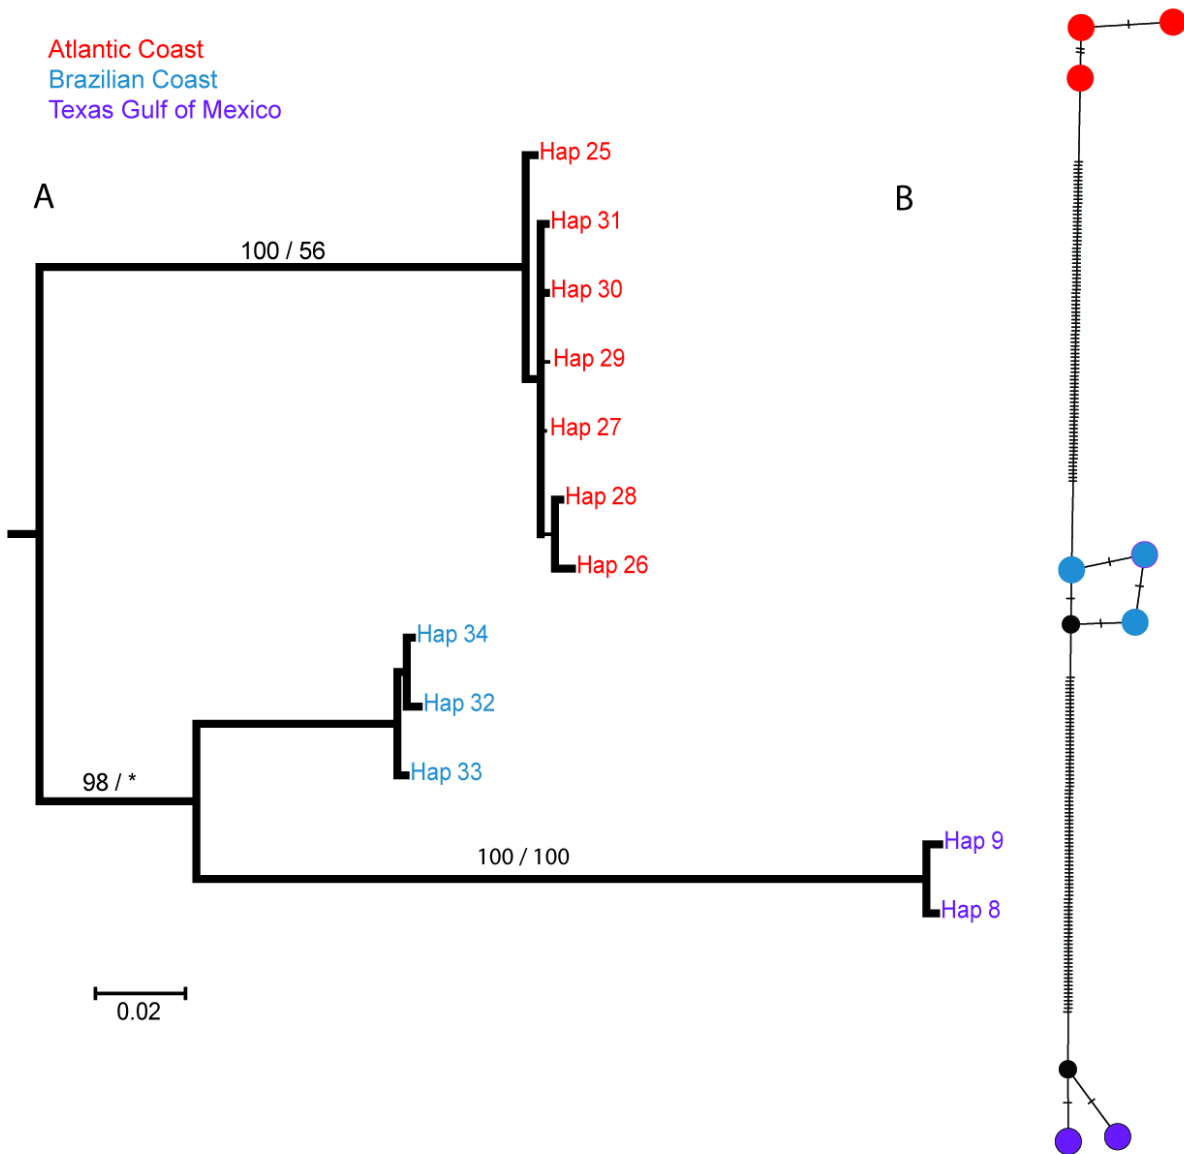 Atlantic Coast
Brazilian Coast
Texas Gulf of Mexico
A
B
Hap 25
Hap 31
100 / 56
Hap 30
Hap 29
Hap 27
Hap 28
Hap 26
Hap 34
Hap 32
Hap 33
98 / *
Hap 9
100 / 100
Hap 8
0.02